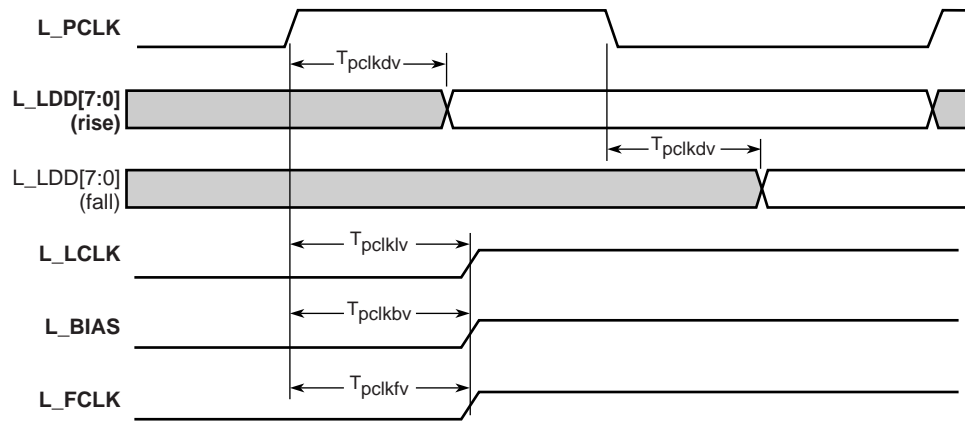 L_PCLK
Tpclkdv
L_LDD[7:0]
(rise)
Tpclkdv
L_LDD[7:0]
(fall)
Tpclklv
L_LCLK
Tpclkbv
L_BIAS
Tpclkfv
L_FCLK